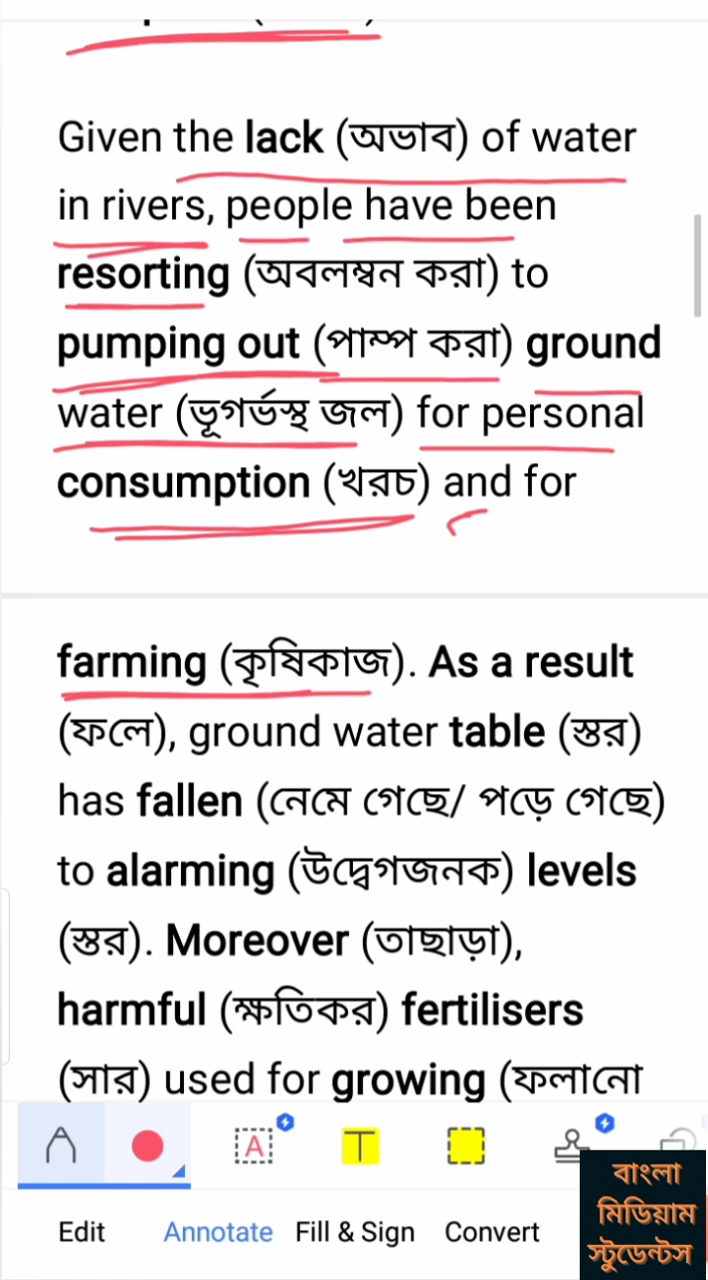 Given the lack (অভাব) of water
in rivers, people have been
resorting (অবলম্বন করা) to
pumping out (পাম্প করা) ground
water (ভূগর্ভস্থ জল) for personal
consumption (খরচ) and for
farming (কৃষিকাজ). As a result
(ফলে), ground water table (স্তর)
has fallen (নেমে গেছে/ পড়ে গেছে)
to alarming (উদ্বেগজনক) levels
(স্তর). Moreover (তাছাড়া),
harmful (ক্ষতিকর) fertilisers
(সার) used for growing (ফলানো
A
T
Edit Annotate Fill & Sign Convert
বাংলা
মিডিয়াম
স্টুডেন্টস